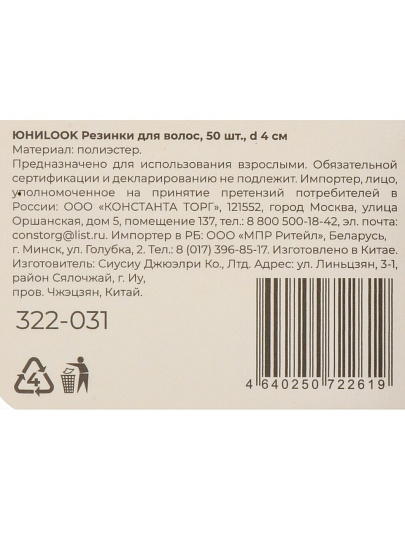 ЮНИLOOK Резинки для волос, 50 шт., d 4 см
Материал: полиэстер.
Предназначено для использования взрослыми. Обязательной
сертификации и декларированию не подлежит. Импортер, лицо,
уполномоченное на принятие претензий потребителей в
России: ООО «КОНСТАНТА ТОРГ», 121552, город Москва, улица
Оршанская, дом 5, помещение 137, тел.: 8 800 500-18-42, эл. почта:
constorg@list.ru. Импортер в РБ: ООО «МПР Ритейл», Беларусь,
г. Минск, ул. Голубка, 2. Тел.: 8 (017) 396-85-17. Изготовлено в Китае.
Изготовитель: Сиусиу Джюэлри Ко., Лтд. Адрес: ул. Линьцзян, 3-1,
район Сялочжай, г. Иу,
пров. Чжэцзян, Китай.
322-031
4
4 640250 722619